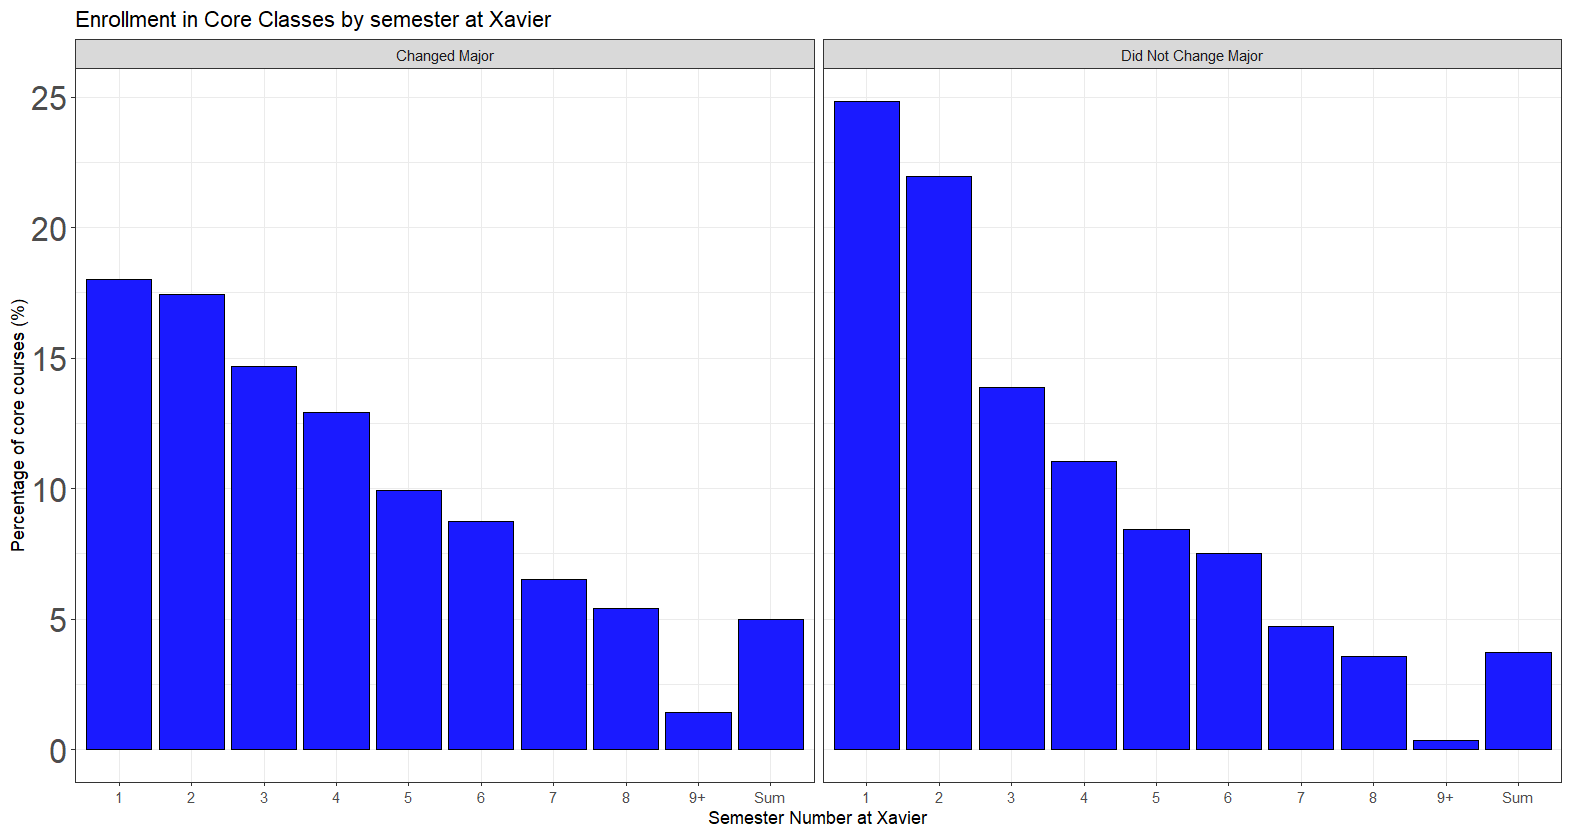 Enrollment in Core Classes by semester at Xavier
Changed Major
Did Not Change Major
Percentage of core courses (%)
25
20
15
10
5
0
1 2 3 4 5 6 7 8 9+ Sum
1 2 3 4 5 6 7 8 9+ Sum
Semester Number at Xavier